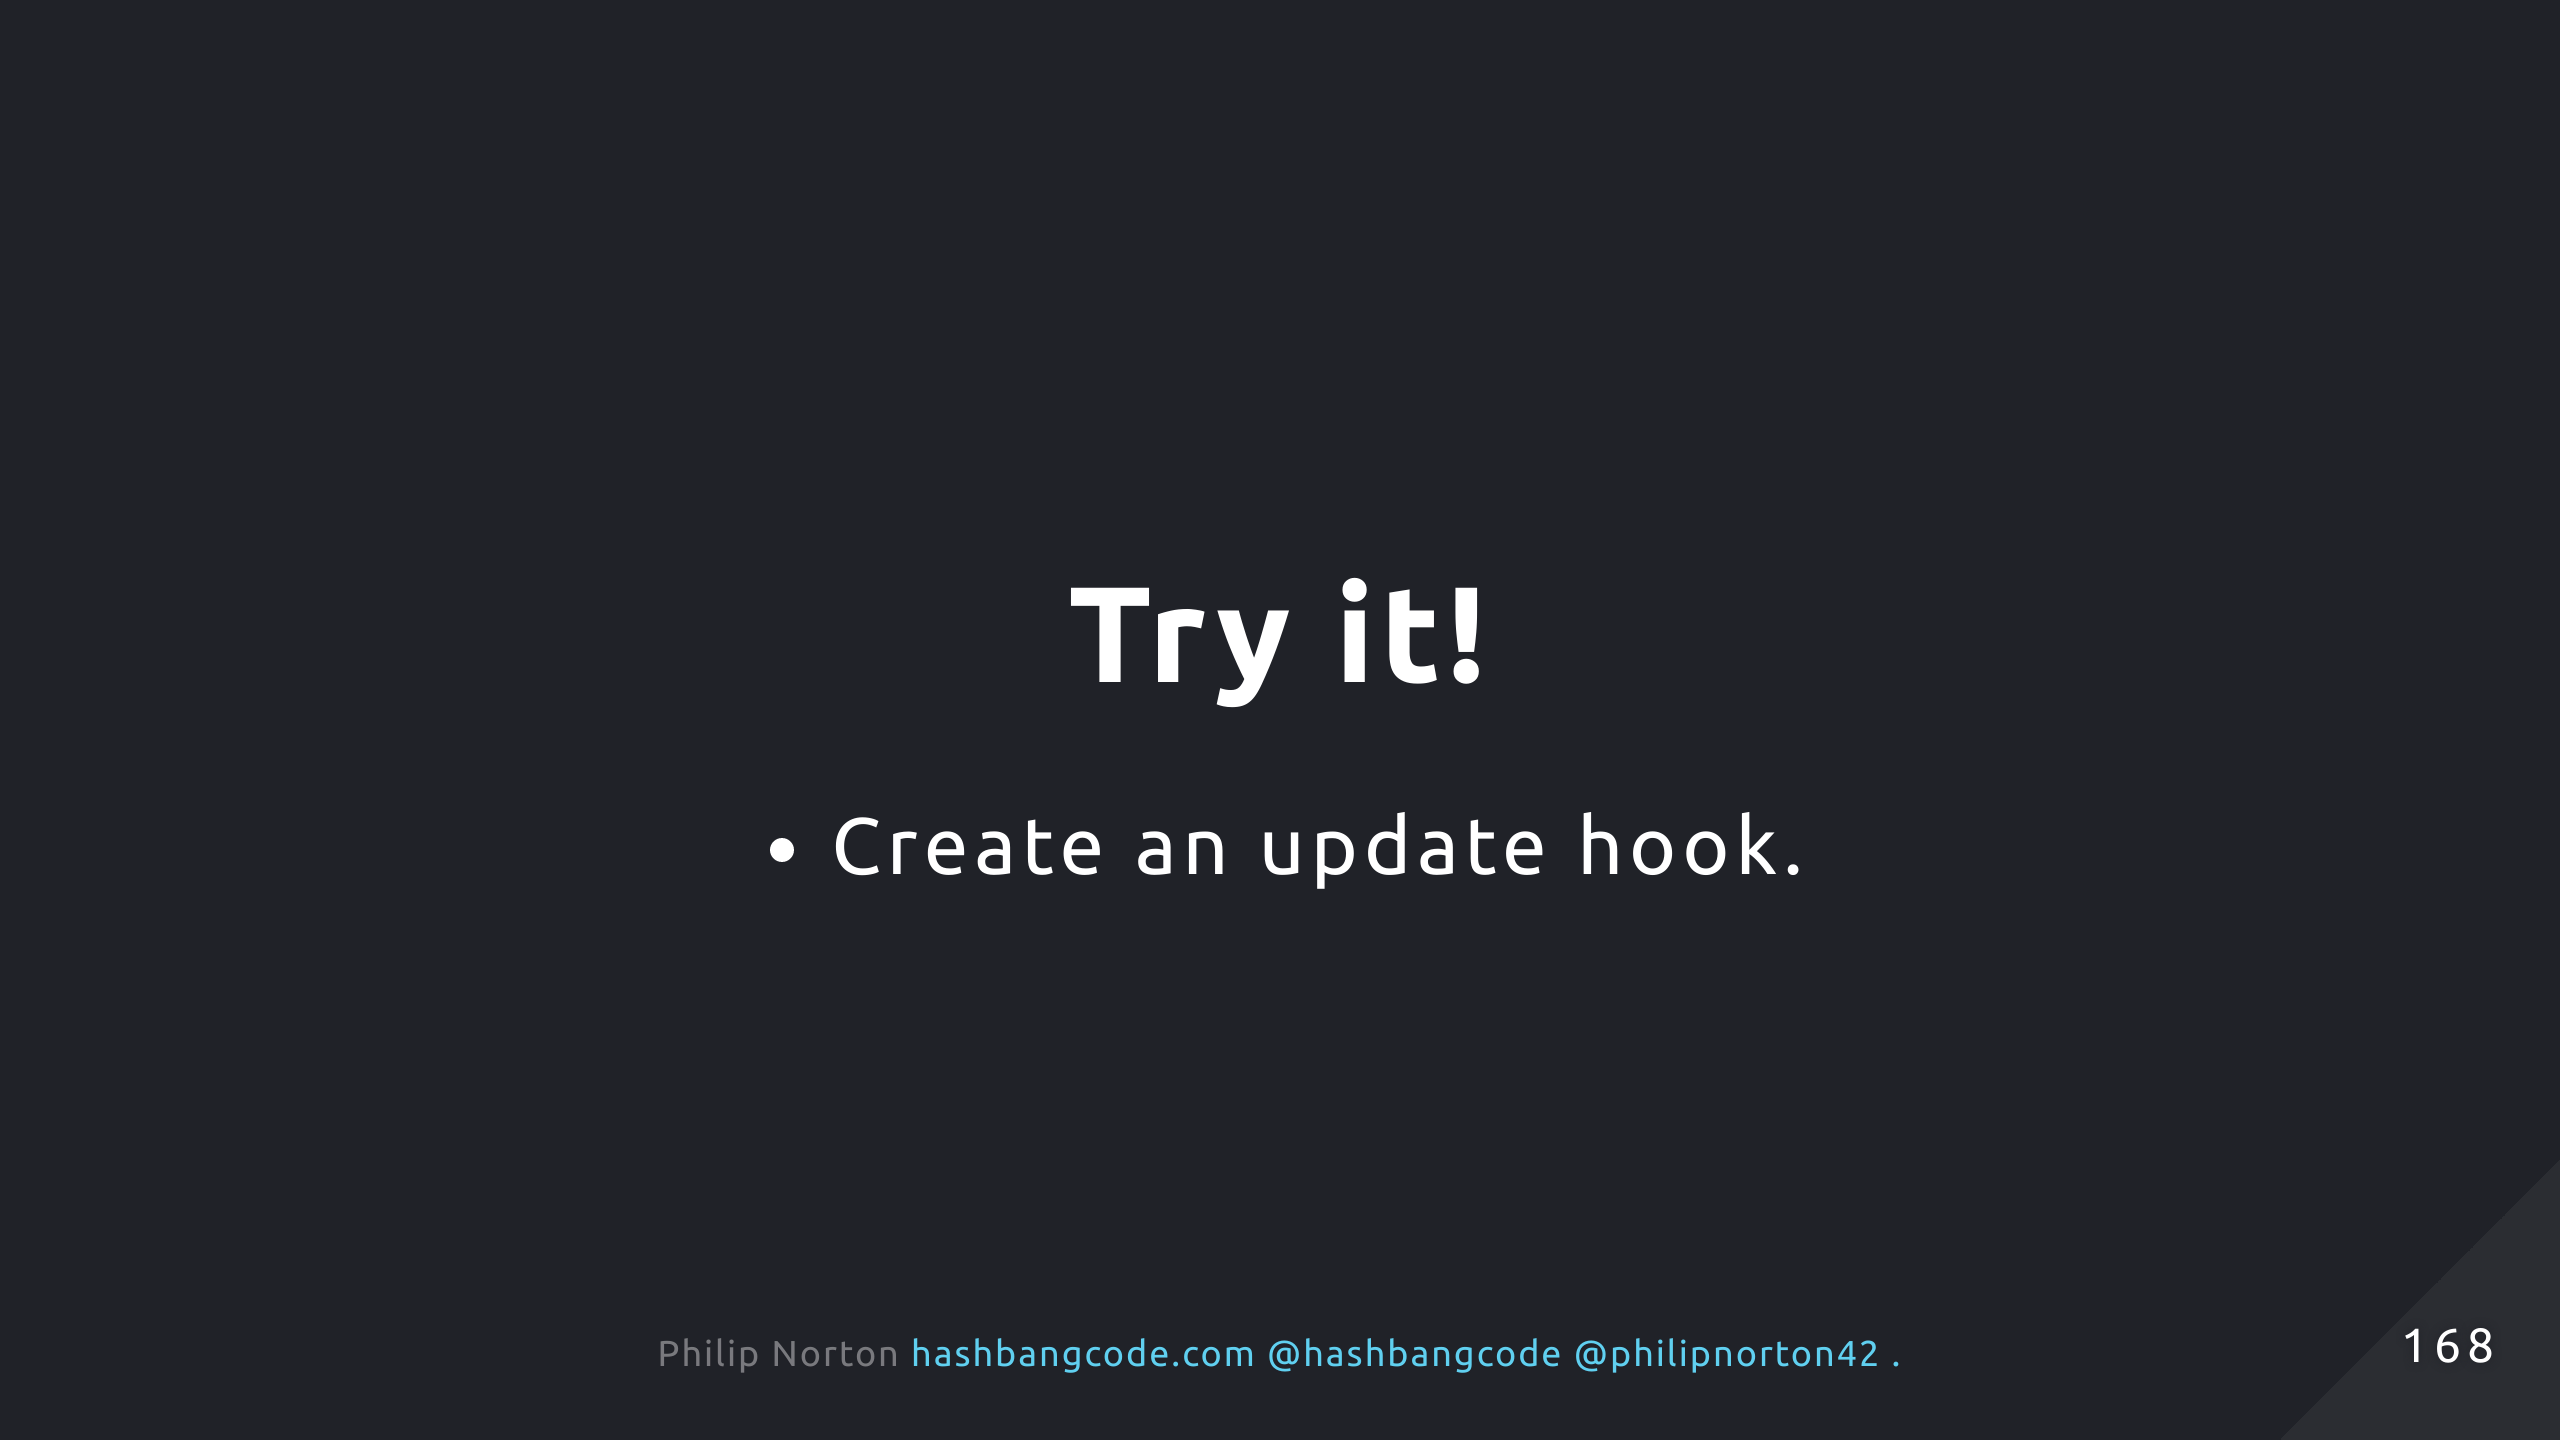 Try it!
• Create an update hook.
Philip Norton hashbangcode.com @hashbangcode @philipnorton42 .
168